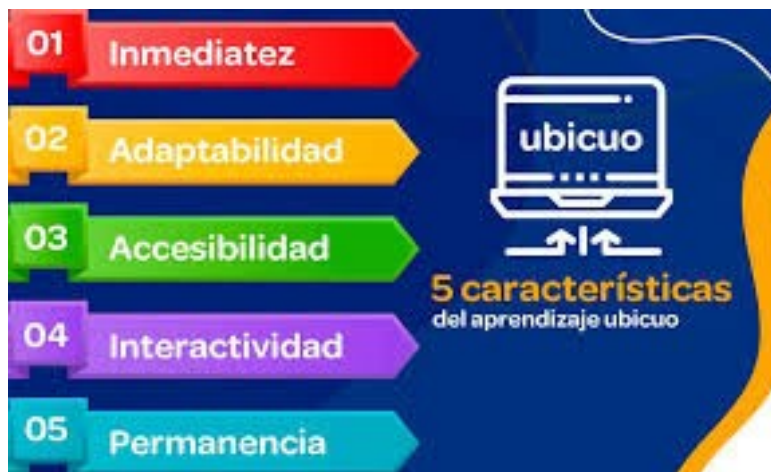 01 Inmediatez
02 Adaptabilidad
03 Accesibilidad
04 Interactividad
05 Permanencia
ubicuo
5 características
del aprendizaje ubicuo